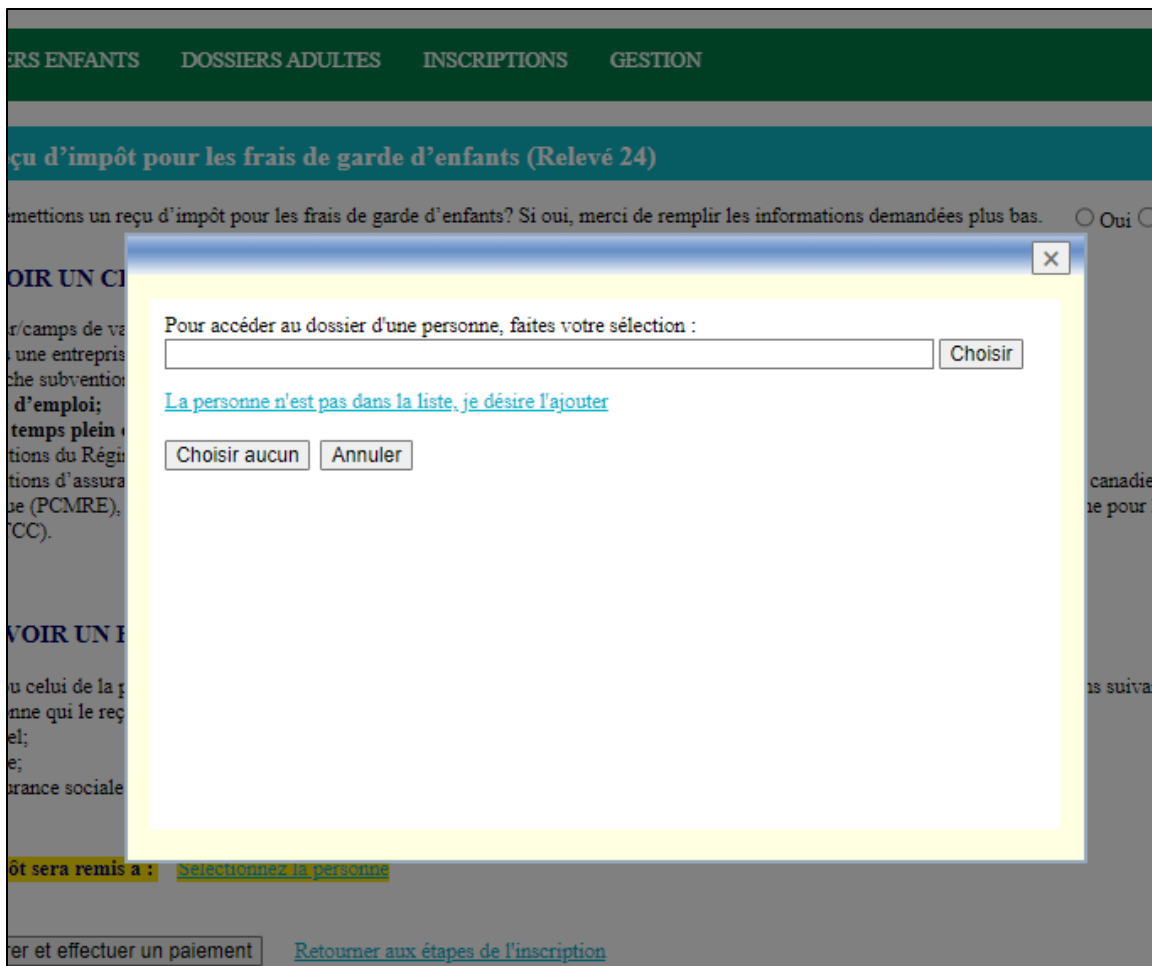 ERS ENFANTS DOSSIERS ADULTES INSCRIPTIONS GESTION
çu d’impôt pour les frais de garde d’enfants (Relevé 24)
émettions un reçu d’impôt pour les frais de garde d’enfants? Si oui, merci de remplir les informations demandées plus bas. Oui
OIR UN
×
Pour accéder au dossier d'une personne, faites votre sélection :
Choisir
La personne n'est pas dans la liste, je désire l'ajouter
Choisir aucun Annuler
r/camps de va
une entrepris
che subvention
d’emploi;
temps plein
tions du Régi
tions d’assura canadie
ue (PCMRE), ne pour
CC).
VOIR UN
u celui de la p ns suiva
nne qui le reç
el;
e;
urance sociale
ôt sera remis à : Sélectionnez la personne
rer et effectuer un paiement Retourner aux étapes de l'inscription